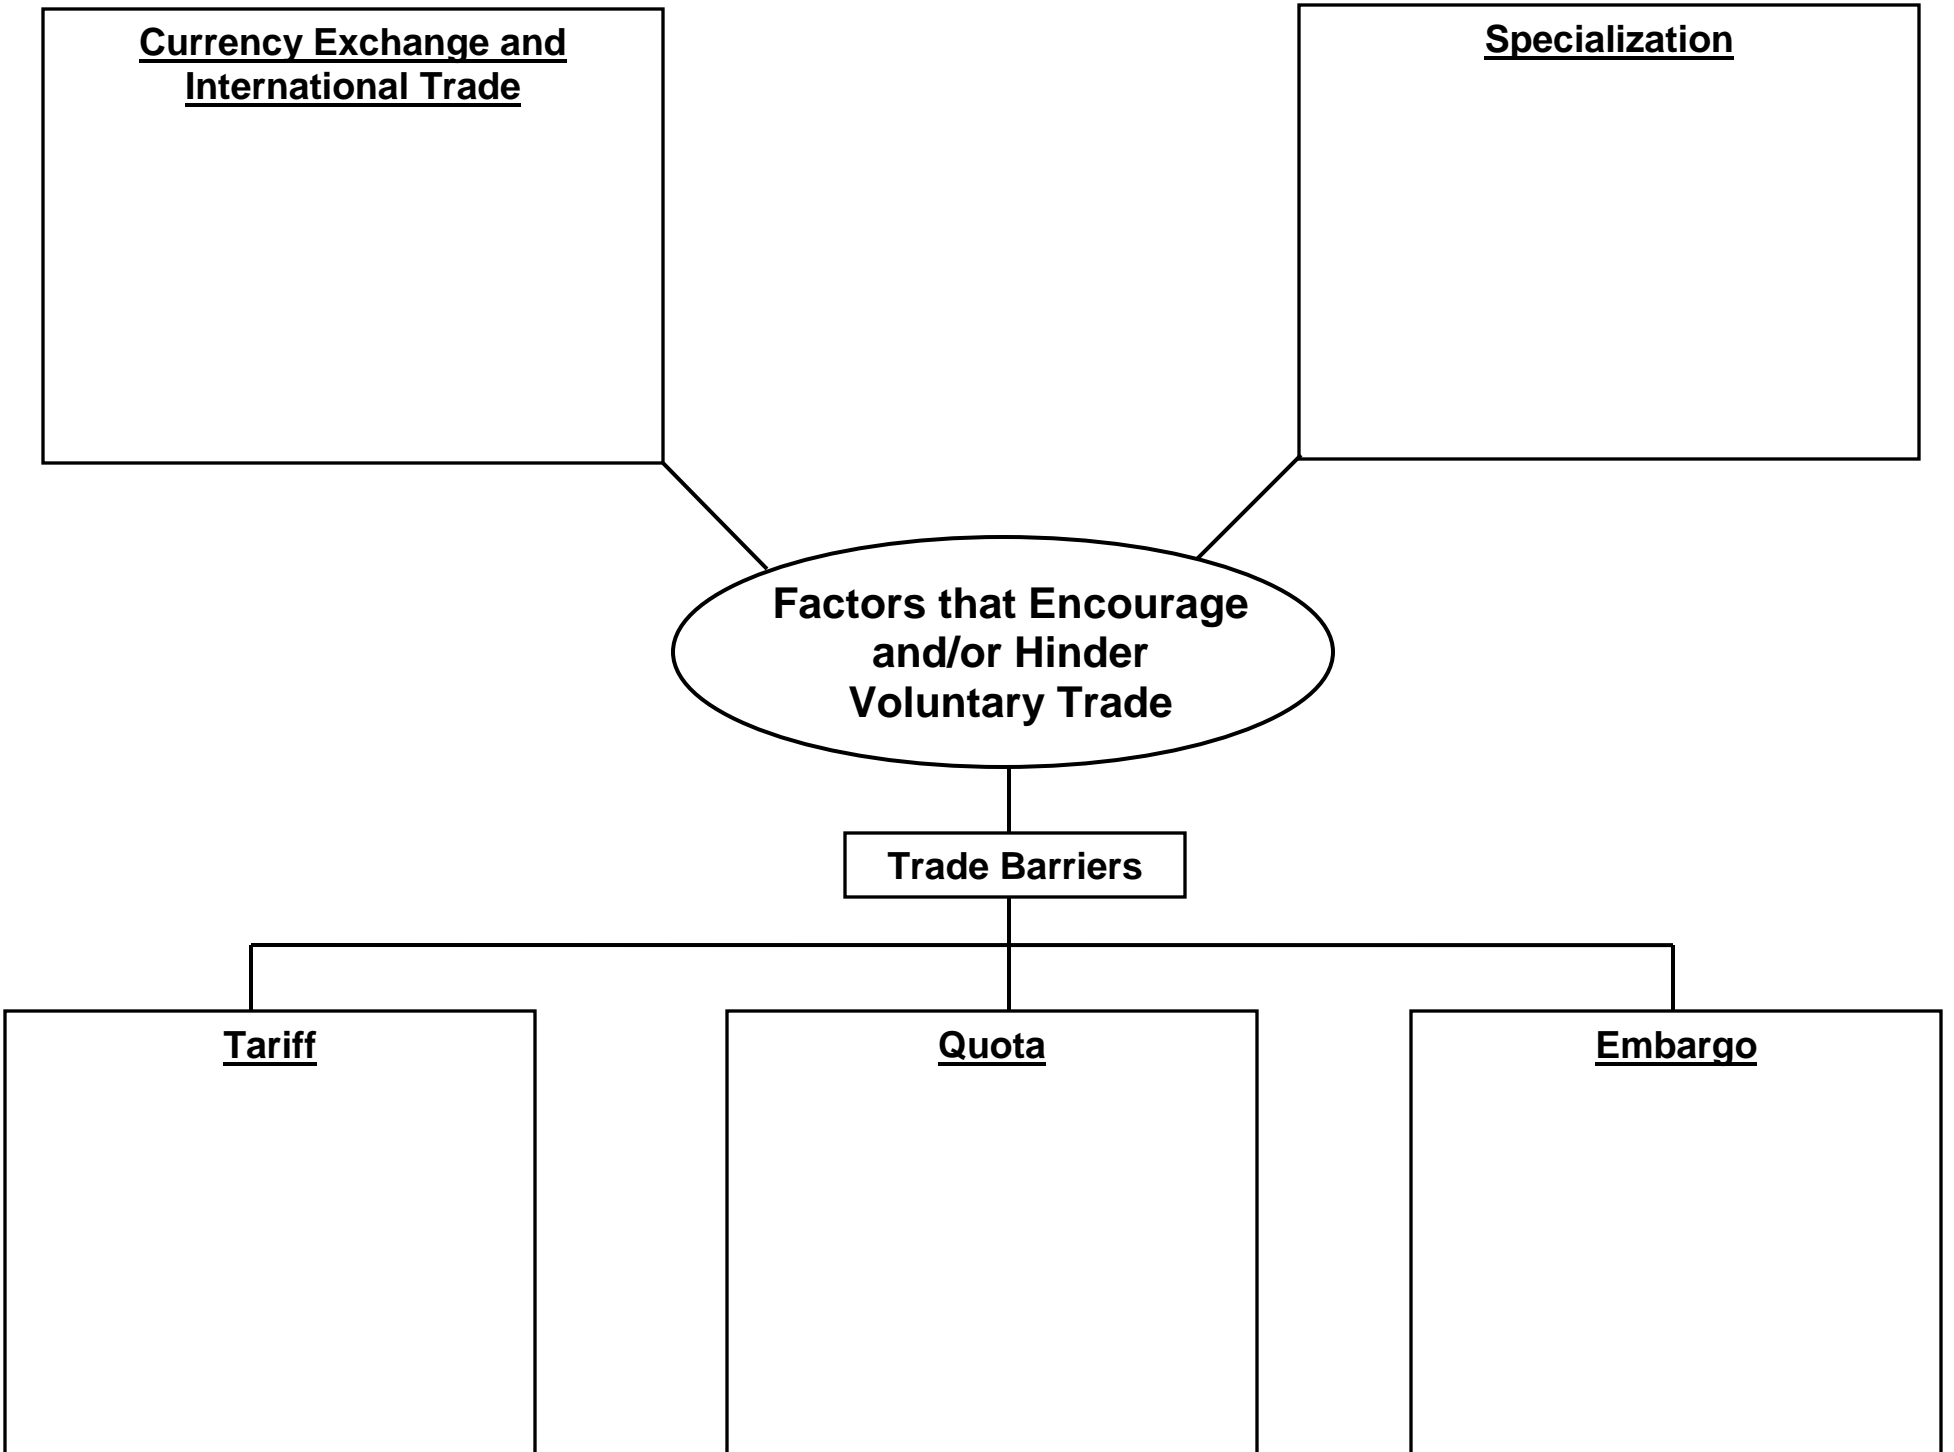 Currency Exchange and
International Trade
Specialization
Factors that Encourage
and/or Hinder
Voluntary Trade
Trade Barriers
Tariff
Quota
Embargo